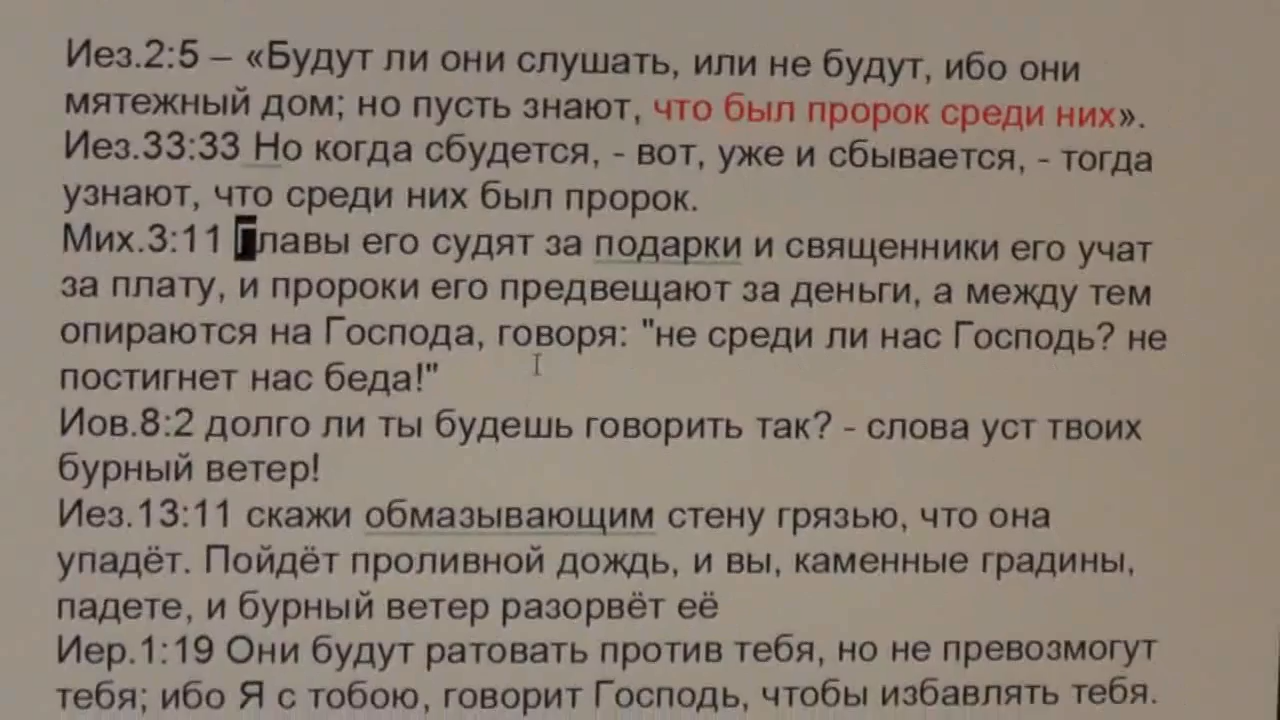 Иез.2:5 – «Будут ли они слушать, или не будут, ибо они
мятежный дом; но пусть знают, что был пророк среди них».
Иез.33:33 Но когда сбудется, - вот, уже и сбывается, - тогда
узнают, что среди них был пророк.
Мих.3:11 Главы его судят за подарки и священники его учат
за плату, и пророки его предвещают за деньги, а между тем
опираются на Господа, говоря: "не среди ли нас Господь? не
постигнет нас беда!"
Иов.8:2 долго ли ты будешь говорить так? - слова уст твоих
бурный ветер!
Иез.13:11 скажи обмазывающим стену грязью, что она
упадёт. Пойдёт проливной дождь, и вы, каменные градины,
падете, и бурный ветер разорвёт её
Иер.1:19 Они будут ратовать против тебя, но не превозмогут
тебя; ибо Я с тобою, говорит Господь, чтобы избавлять тебя.